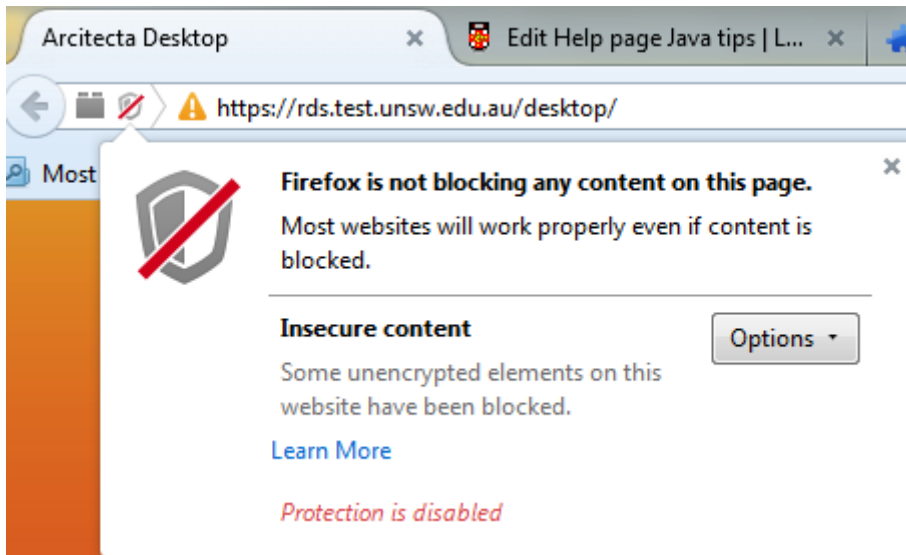 Arcitecta Desktop
Edit Help page Java tips | L...
https://rds.test.unsw.edu.au/desktop/
Most
Firefox is not blocking any content on this page.
Most websites will work properly even if content is
blocked.
Insecure content
Options
Some unencrypted elements on this
website have been blocked.
Learn More
Protection is disabled